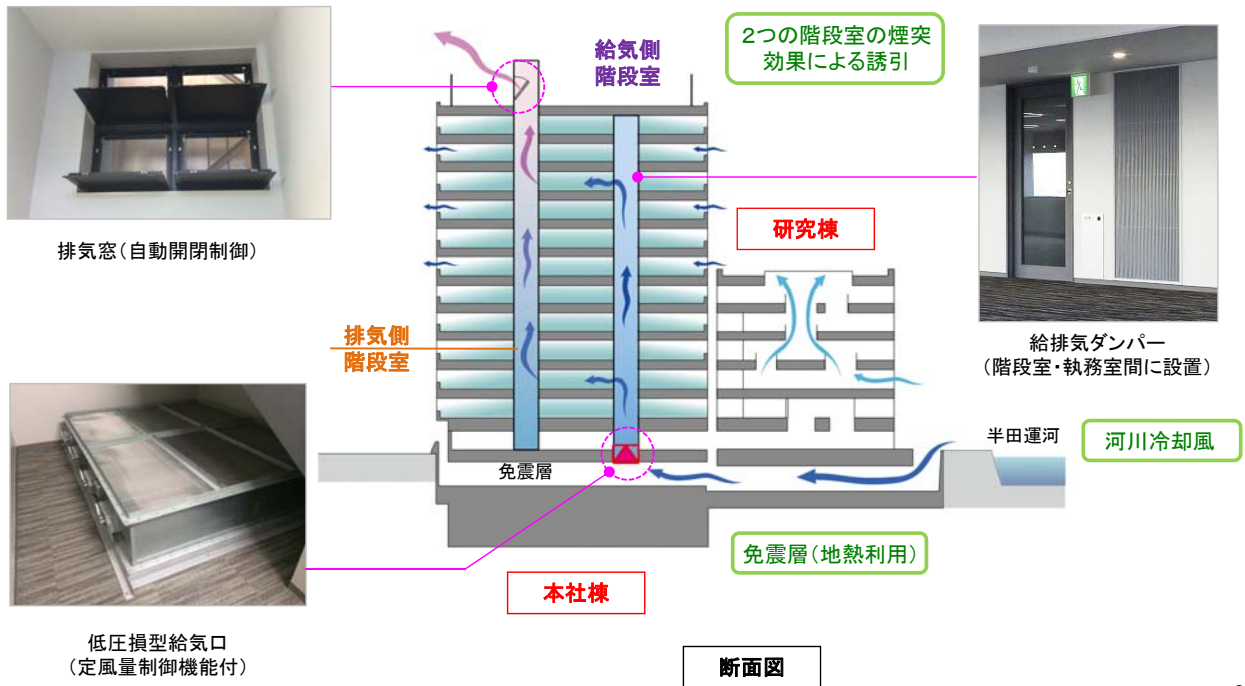 2つの階段室の煙突
効果による誘引
給気側
階段室
排気窓(自動開閉制御)
研究棟
排気側
階段室
給排気ダンパー
(階段室・執務室間に設置)
半田運河
河川冷却風
免震層
免震層(地熱利用)
本社棟
低圧損型給気口
(定風量制御機能付)
断面図